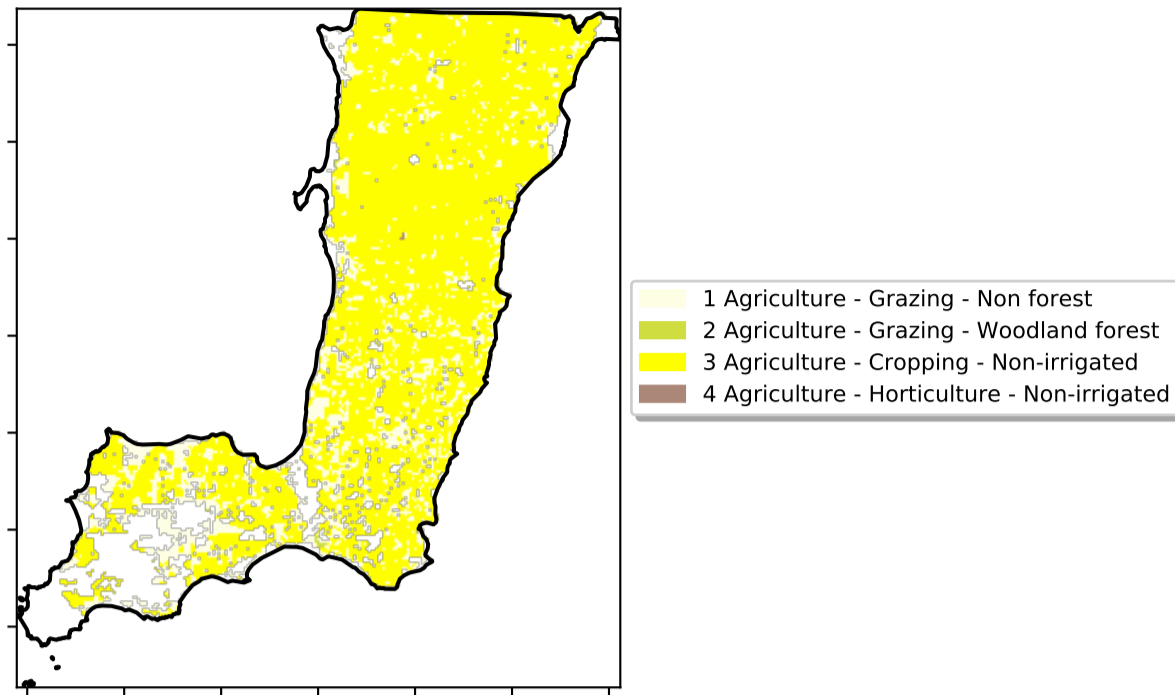 1 Agriculture - Grazing - Non forest
2 Agriculture - Grazing - Woodland forest
3 Agriculture - Cropping - Non-irrigated
4 Agriculture - Horticulture - Non-irrigated